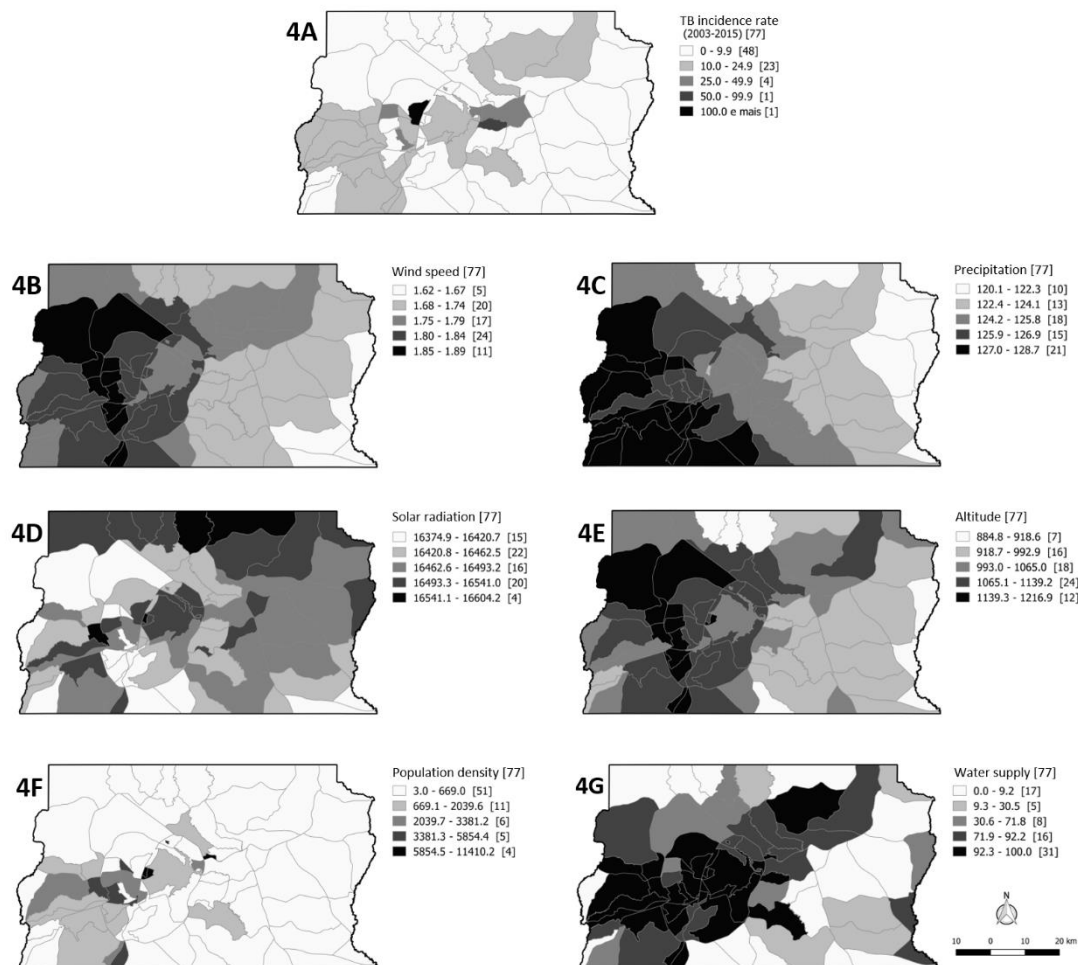 4A
TB incidence rate
(2003-2015) [77]
0 - 9.9 [48]
10.0 - 24.9 [23]
25.0 - 49.9 [4]
50.0 - 99.9 [1]
100.0 e mais [1]
4B
Wind speed [77]
1.62 - 1.67 [5]
1.68 - 1.74 [20]
1.75 - 1.79 [17]
1.80 - 1.84 [24]
1.85 - 1.89 [11]
4C
Precipitation [77]
120.1 - 122.3 [10]
122.4 - 124.1 [13]
124.2 - 125.8 [18]
125.9 - 126.9 [15]
127.0 - 128.7 [21]
4D
Solar radiation [77]
16374.9 - 16420.7 [15]
16420.8 - 16462.5 [22]
16462.6 - 16493.2 [16]
16493.3 - 16541.0 [20]
16541.1 - 16604.2 [4]
4E
Altitude [77]
884.8 - 918.6 [7]
918.7 - 992.9 [16]
993.0 - 1065.0 [18]
1065.1 - 1139.2 [24]
1139.3 - 1216.9 [12]
4F
Population density [77]
3.0 - 669.0 [51]
669.1 - 2039.6 [11]
2039.7 - 3381.2 [6]
3381.3 - 5854.4 [5]
5854.5 - 11410.2 [4]
4G
Water supply [77]
0.0 - 9.2 [17]
9.3 - 30.5 [5]
30.6 - 71.8 [8]
71.9 - 92.2 [16]
92.3 - 100.0 [31]
N
10 0 10 20 km